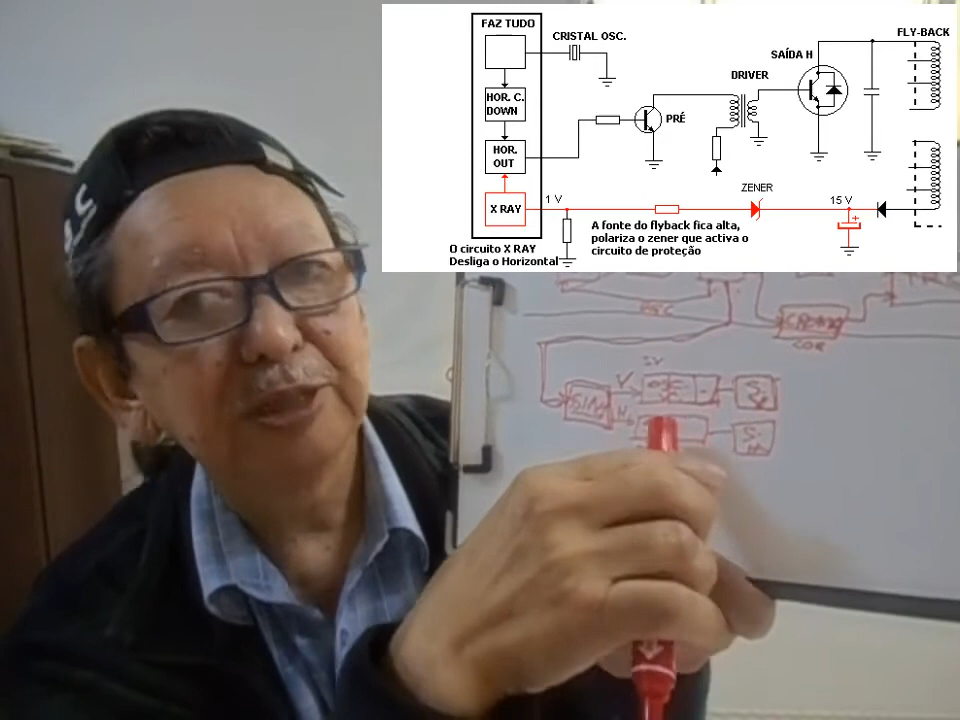 FAZ TUDO
CRISTAL OSC.
HOR. C.
DOWN
HOR.
OUT
X RAY
PRÉ
DRIVER
SAÍDA H
FLY-BACK
1 V
ZENER
15 V
+
O circuito X RAY
Desliga o Horizontal
A fonte do flyback fica alta,
polariza o zener que activa o
circuito de proteção
OSC
V
H